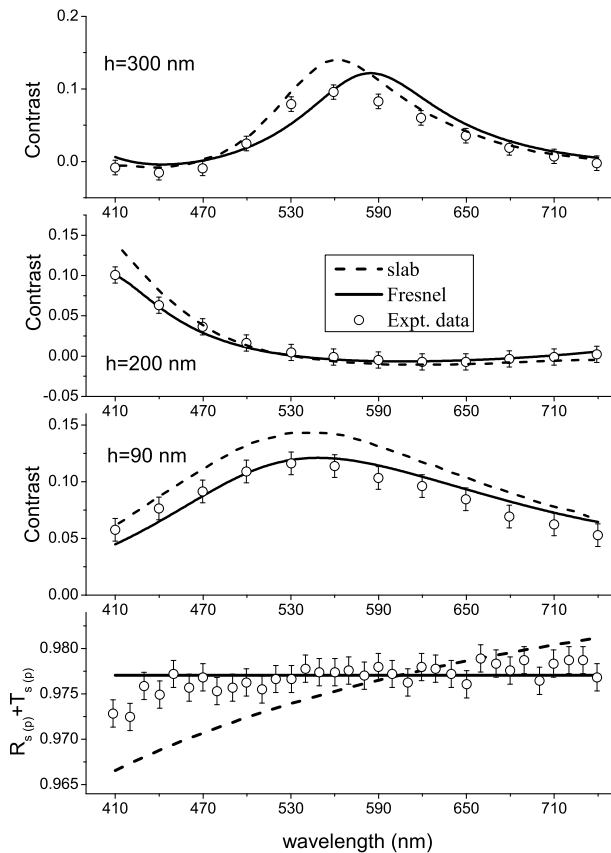 0.2
0.1
0.0
Contrast
h=300 nm
410 470 530 590 650 710
0.15
0.10
0.05
0.00
-0.05
Contrast
h=200 nm
slab
Fresnel
Expt. data
410 470 530 590 650 710
0.15
0.10
0.05
0.00
Contrast
h=90 nm
410 470 530 590 650 710
0.980
0.975
0.970
0.965
R s (p) +T s (p)
410 470 530 590 650 710
wavelength (nm)